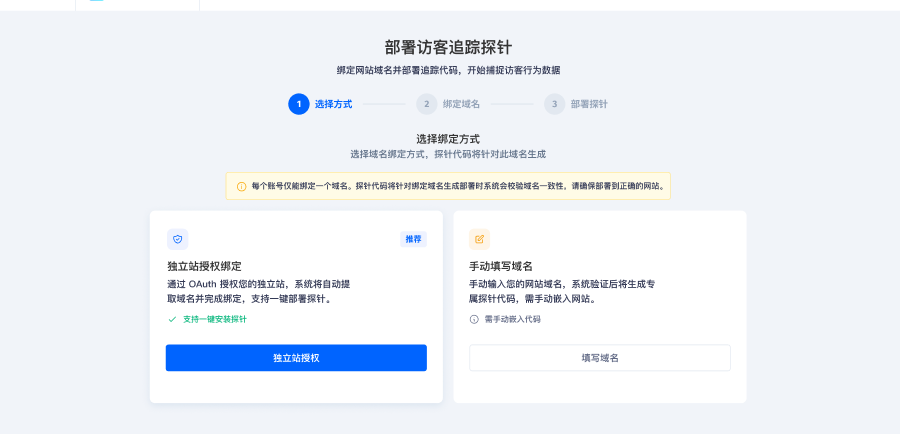 部署访客追踪探针
绑定网站域名并部署追踪代码，开始捕捉访客行为数据
1 选择方式 2 绑定域名 3 部署探针
选择绑定方式
选择域名绑定方式，探针代码将针对此域名生成
每个账号仅能绑定一个域名。探针代码将针对绑定域名生成部署时系统会校验域名一致性，请确保部署到正确的网站。
推荐
独立站授权绑定
通过 OAuth 授权您的独立站，系统将自动提
取域名并完成绑定，支持一键部署探针。
支持一键安装探针
独立站授权
手动填写域名
手动输入您的网站域名，系统验证后将生成专
属探针代码，需手动嵌入网站。
需手动嵌入代码
填写域名